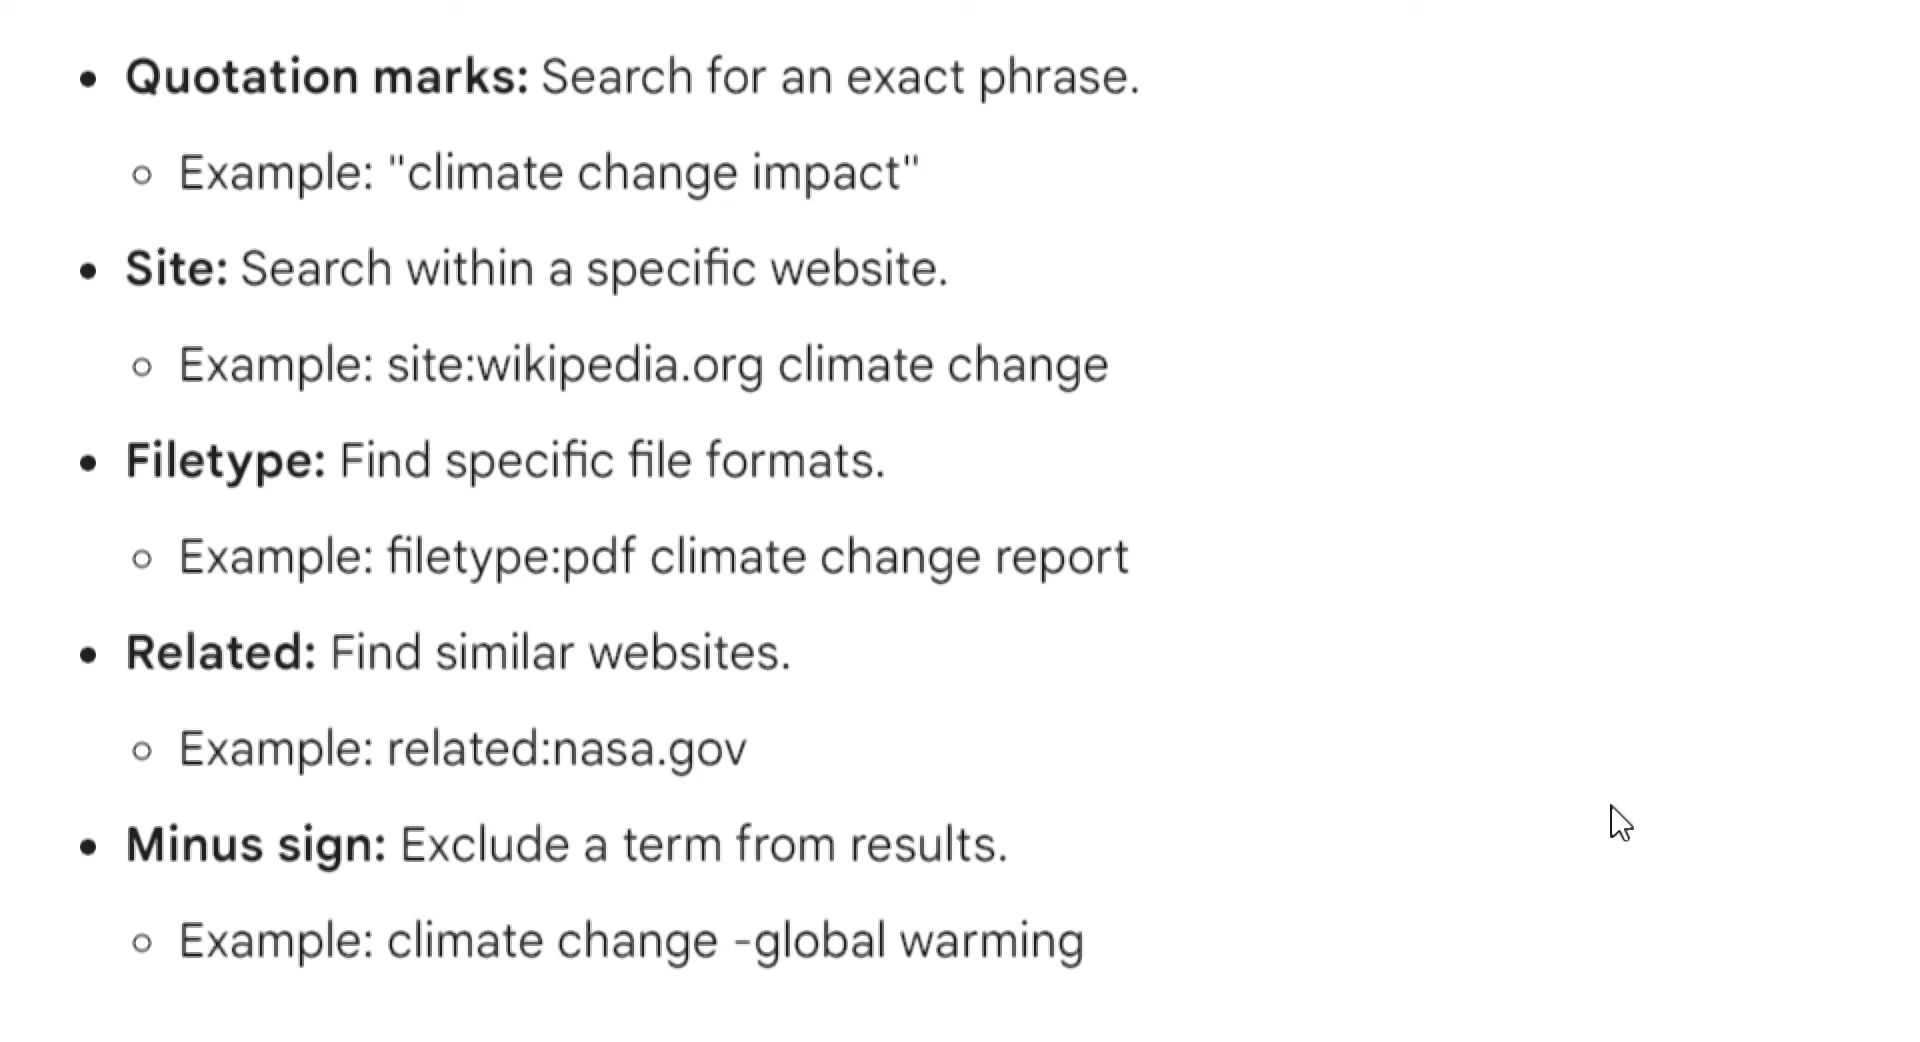 • Quotation marks: Search for an exact phrase.
○ Example: "climate change impact"
• Site: Search within a specific website.
○ Example: site:wikipedia.org climate change
• Filetype: Find specific file formats.
○ Example: filetype:pdf climate change report
• Related: Find similar websites.
○ Example: related:nasa.gov
• Minus sign: Exclude a term from results.
○ Example: climate change -global warming